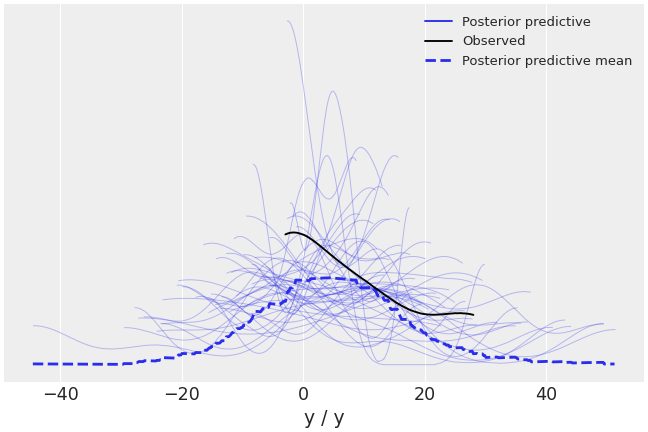 Posterior predictive
Observed
Posterior predictive mean
−40
−20
0
20
40
y / y